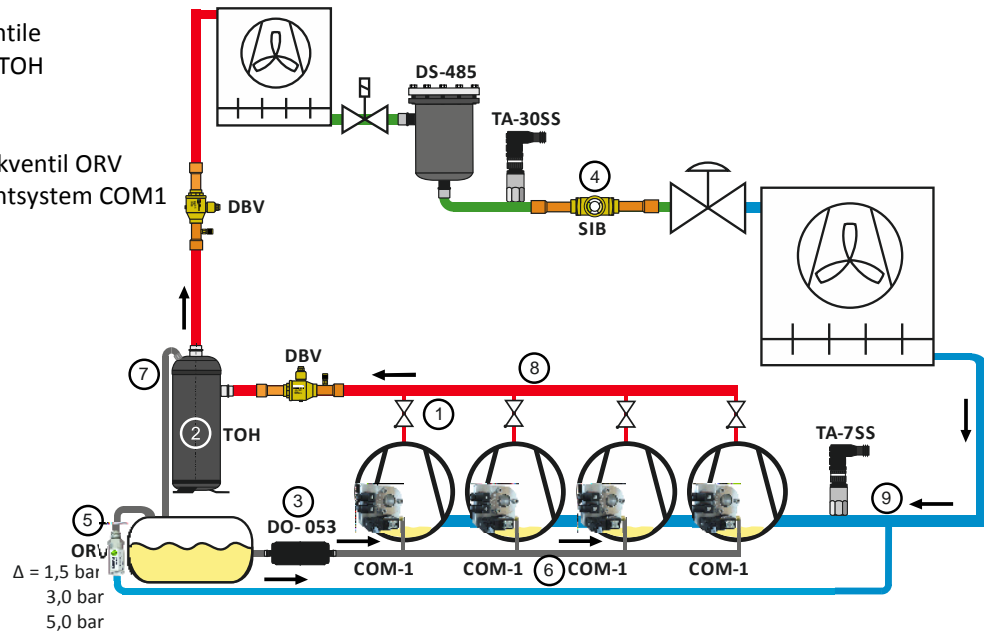 ntile
TOH
kventil ORV
ntsystem COM1
DS-485
TA-30SS
4
SIB
DBV
7
DBV
8
1
2
TOH
TA-7SS
9
3
DO- 053
5
ORV
COM-1
COM-1
6
COM-1
COM-1
Δ = 1,5 bar
3,0 bar
5,0 bar